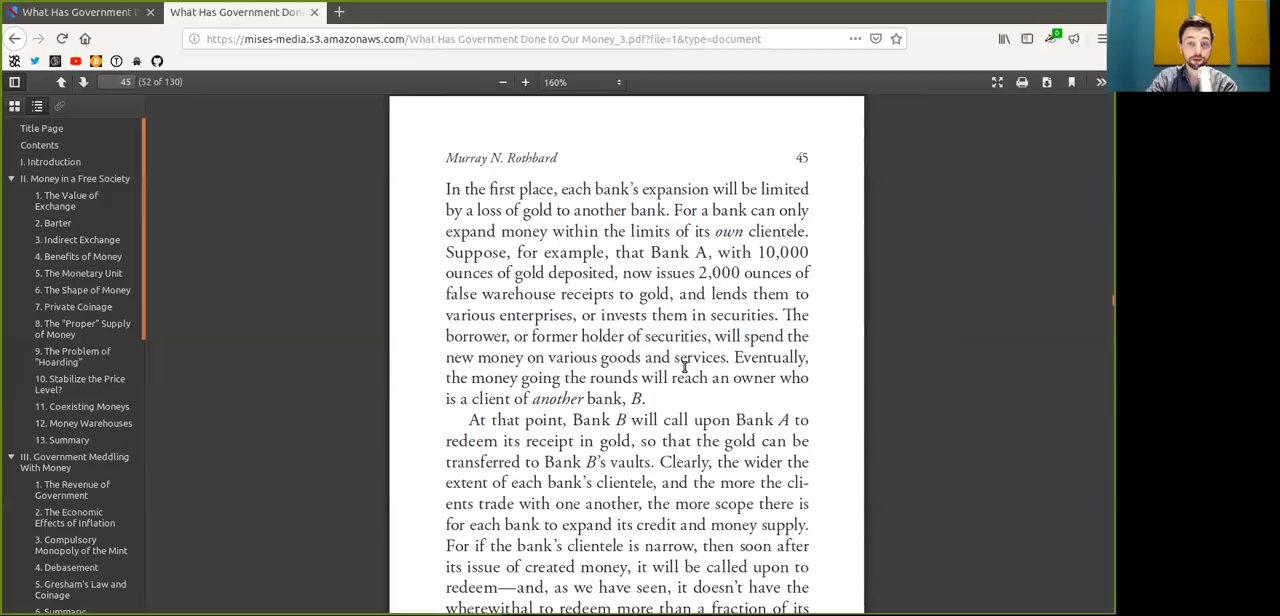 What Has Government D
What Has Government Don
https://mises-media.s3.amazonaws.com/What Has Government Done to Our Money_3.pdf?file=1&type=document
0
45 (52 of 130)
160%
Title Page
Contents
I. Introduction
II. Money in a Free Society
1. The Value of
Exchange
2. Barter
3. Indirect Exchange
4. Benefits of Money
5. The Monetary Unit
6. The Shape of Money
7. Private Coinage
8. The "Proper" Supply
of Money
9. The Problem of
"Hoarding"
10. Stabilize the Price
Level?
11. Coexisting Moneys
12. Money Warehouses
13. Summary
III. Government Meddling
With Money
1. The Revenue of
Government
2. The Economic
Effects of Inflation
3. Compulsory
Monopoly of the Mint
4. Debasement
5. Gresham's Law and
Coinage
6. Summary
Murray N. Rothbard 45
In the first place, each bank's expansion will be limited
by a loss of gold to another bank. For a bank can only
expand money within the limits of its own clientele.
Suppose, for example, that Bank A, with 10,000
ounces of gold deposited, now issues 2,000 ounces of
false warehouse receipts to gold, and lends them to
various enterprises, or invests them in securities. The
borrower, or former holder of securities, will spend the
new money on various goods and services. Eventually,
the money going the rounds will reach an owner who
is a client of another bank, B.
At that point, Bank B will call upon Bank A to
redeem its receipt in gold, so that the gold can be
transferred to Bank B's vaults. Clearly, the wider the
extent of each bank's clientele, and the more the cli-
ents trade with one another, the more scope there is
for each bank to expand its credit and money supply.
For if the bank's clientele is narrow, then soon after
its issue of created money, it will be called upon to
redeem—and, as we have seen, it doesn't have the
wherewithal to redeem more than a fraction of its